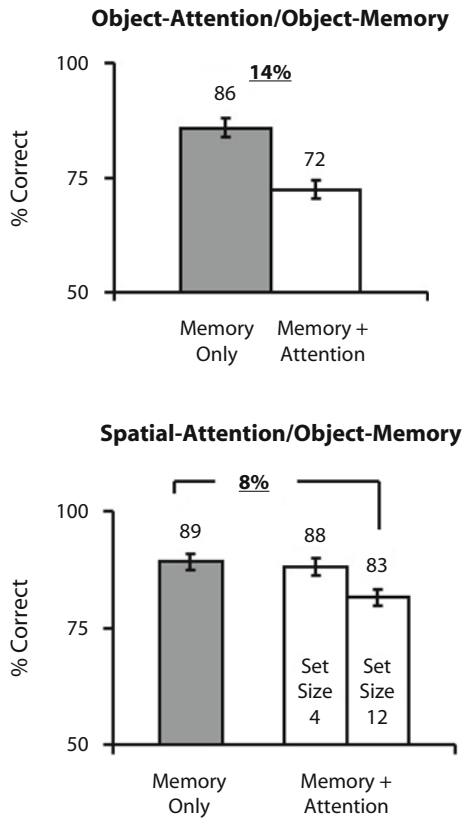 Object-Attention/Object-Memory
100
14%
86
72
% Correct
75
50
Memory
Only
Memory +
Attention
Spatial-Attention/Object-Memory
8%
100
89
88
83
% Correct
75
Set
Size
4
Set
Size
12
50
Memory
Only
Memory +
Attention